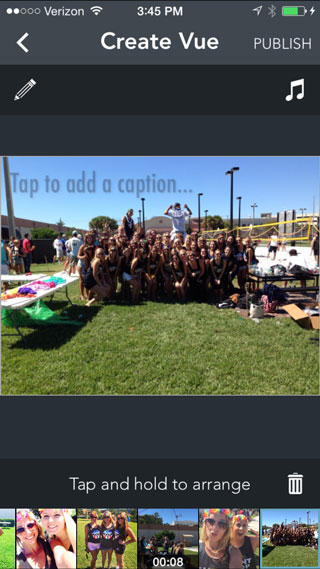 Verizon 3:45 PM
Create Vue PUBLISH
Tap to add a caption...
Tap and hold to arrange
00:08